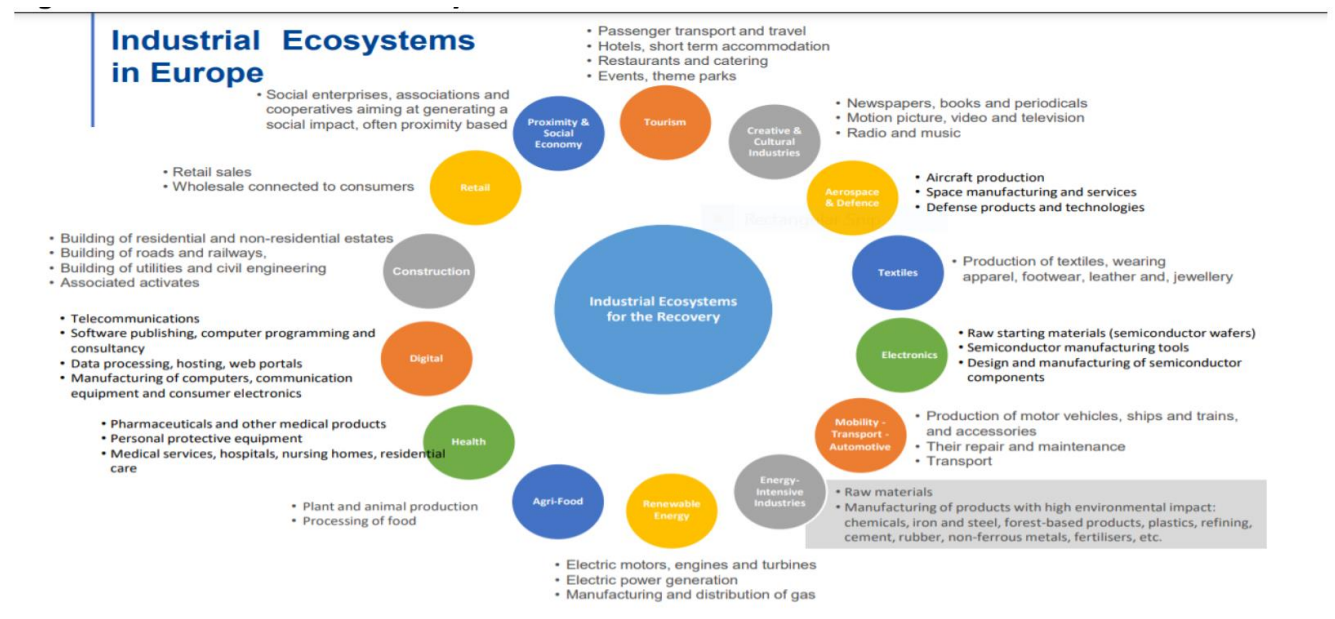 Industrial Ecosystems
in Europe
• Passenger transport and travel
• Hotels, short term accommodation
• Restaurants and catering
• Events, theme parks
Tourism
• Newspapers, books and periodicals
• Motion picture, video and television
• Radio and music
Creative &
Cultural
Industries
• Aircraft production
• Space manufacturing and services
• Defense products and technologies
Aerospace
& Defence
• Production of textiles, wearing
apparel, footwear, leather and, jewellery
Textiles
• Raw starting materials (semiconductor wafers)
• Semiconductor manufacturing tools
• Design and manufacturing of semiconductor
components
Electronics
• Production of motor vehicles, ships and trains,
and accessories
• Their repair and maintenance
• Transport
Mobility -
Transport -
Automotive
• Raw materials
• Manufacturing of products with high environmental impact:
chemicals, iron and steel, forest-based products, plastics, refining,
cement, rubber, non-ferrous metals, fertilisers, etc.
Energy-
Intensive
Industries
• Electric motors, engines and turbines
• Electric power generation
• Manufacturing and distribution of gas
Renewable
Energy
• Plant and animal production
• Processing of food
Agri-Food
• Pharmaceuticals and other medical products
• Personal protective equipment
• Medical services, hospitals, nursing homes, residential
care
Health
• Telecommunications
• Software publishing, computer programming and
consultancy
• Data processing, hosting, web portals
• Manufacturing of computers, communication
equipment and consumer electronics
Digital
• Building of residential and non-residential estates
• Building of roads and railways,
• Building of utilities and civil engineering
• Associated activates
Construction
• Retail sales
• Wholesale connected to consumers
Retail
• Social enterprises, associations and
cooperatives aiming at generating a
social impact, often proximity based
Proximity &
Social
Economy
Industrial Ecosystems
for the Recovery